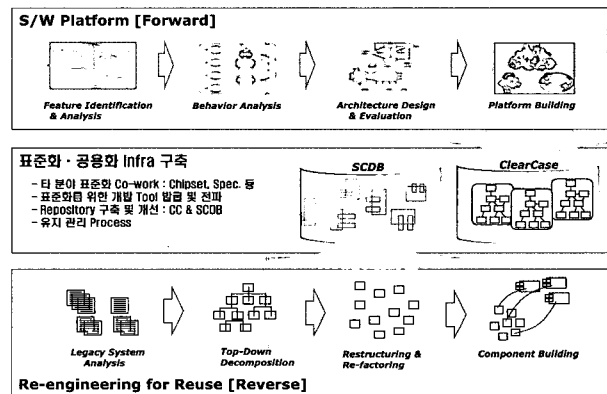 S/W Platform [Forward]
Feature Identification
& Analysis
Behavior Analysis
Architecture Design
& Evaluation
Platform Building
표준화 · 공용화 Infra 구축
- 타 분야 표준화 Co-work : Chipset, Spec. 등
- 표준화를 위한 개발 Tool 발급 및 전파
- Repository 구축 및 개선 : CC & SCDB
- 유지 관리 Process
SCDB
ClearCase
Legacy System
Analysis
Top-Down
Decomposition
Restructuring &
Re-factoring
Component Building
Re-engineering for Reuse [Reverse]